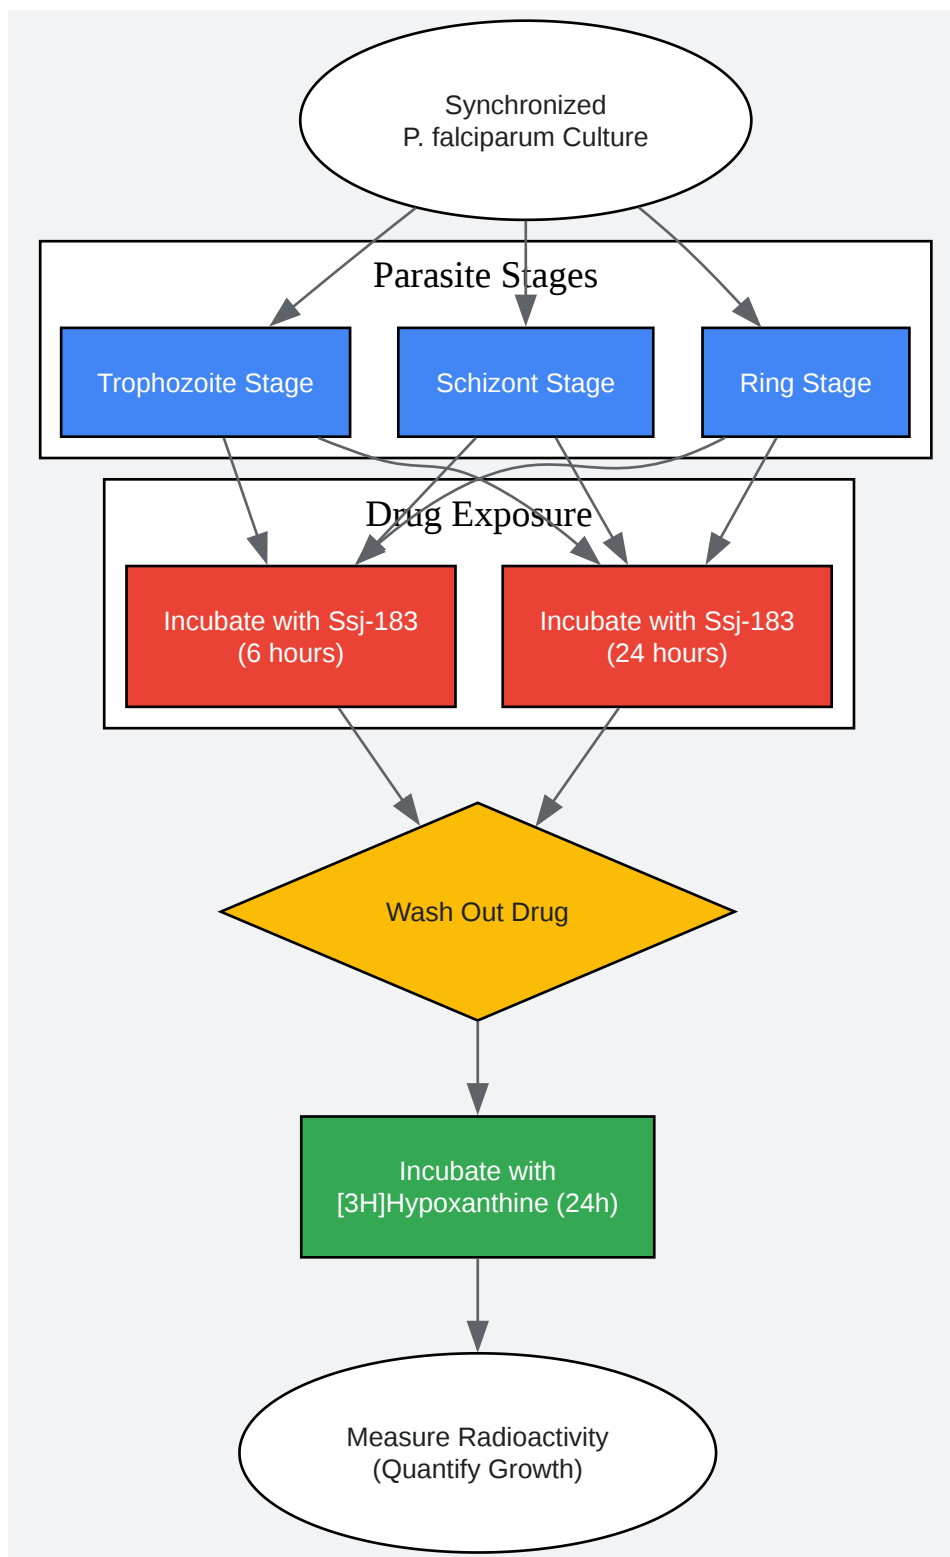 Synchronized
P. falciparum Culture
Parasite Stages
Trophozoite Stage
Schizont Stage
Ring Stage
Drug Exposure
Incubate with Ssj-183
(6 hours)
Incubate with Ssj-183
(24 hours)
Wash Out Drug
Incubate with
[3H]Hypoxanthine (24h)
Measure Radioactivity
(Quantify Growth)